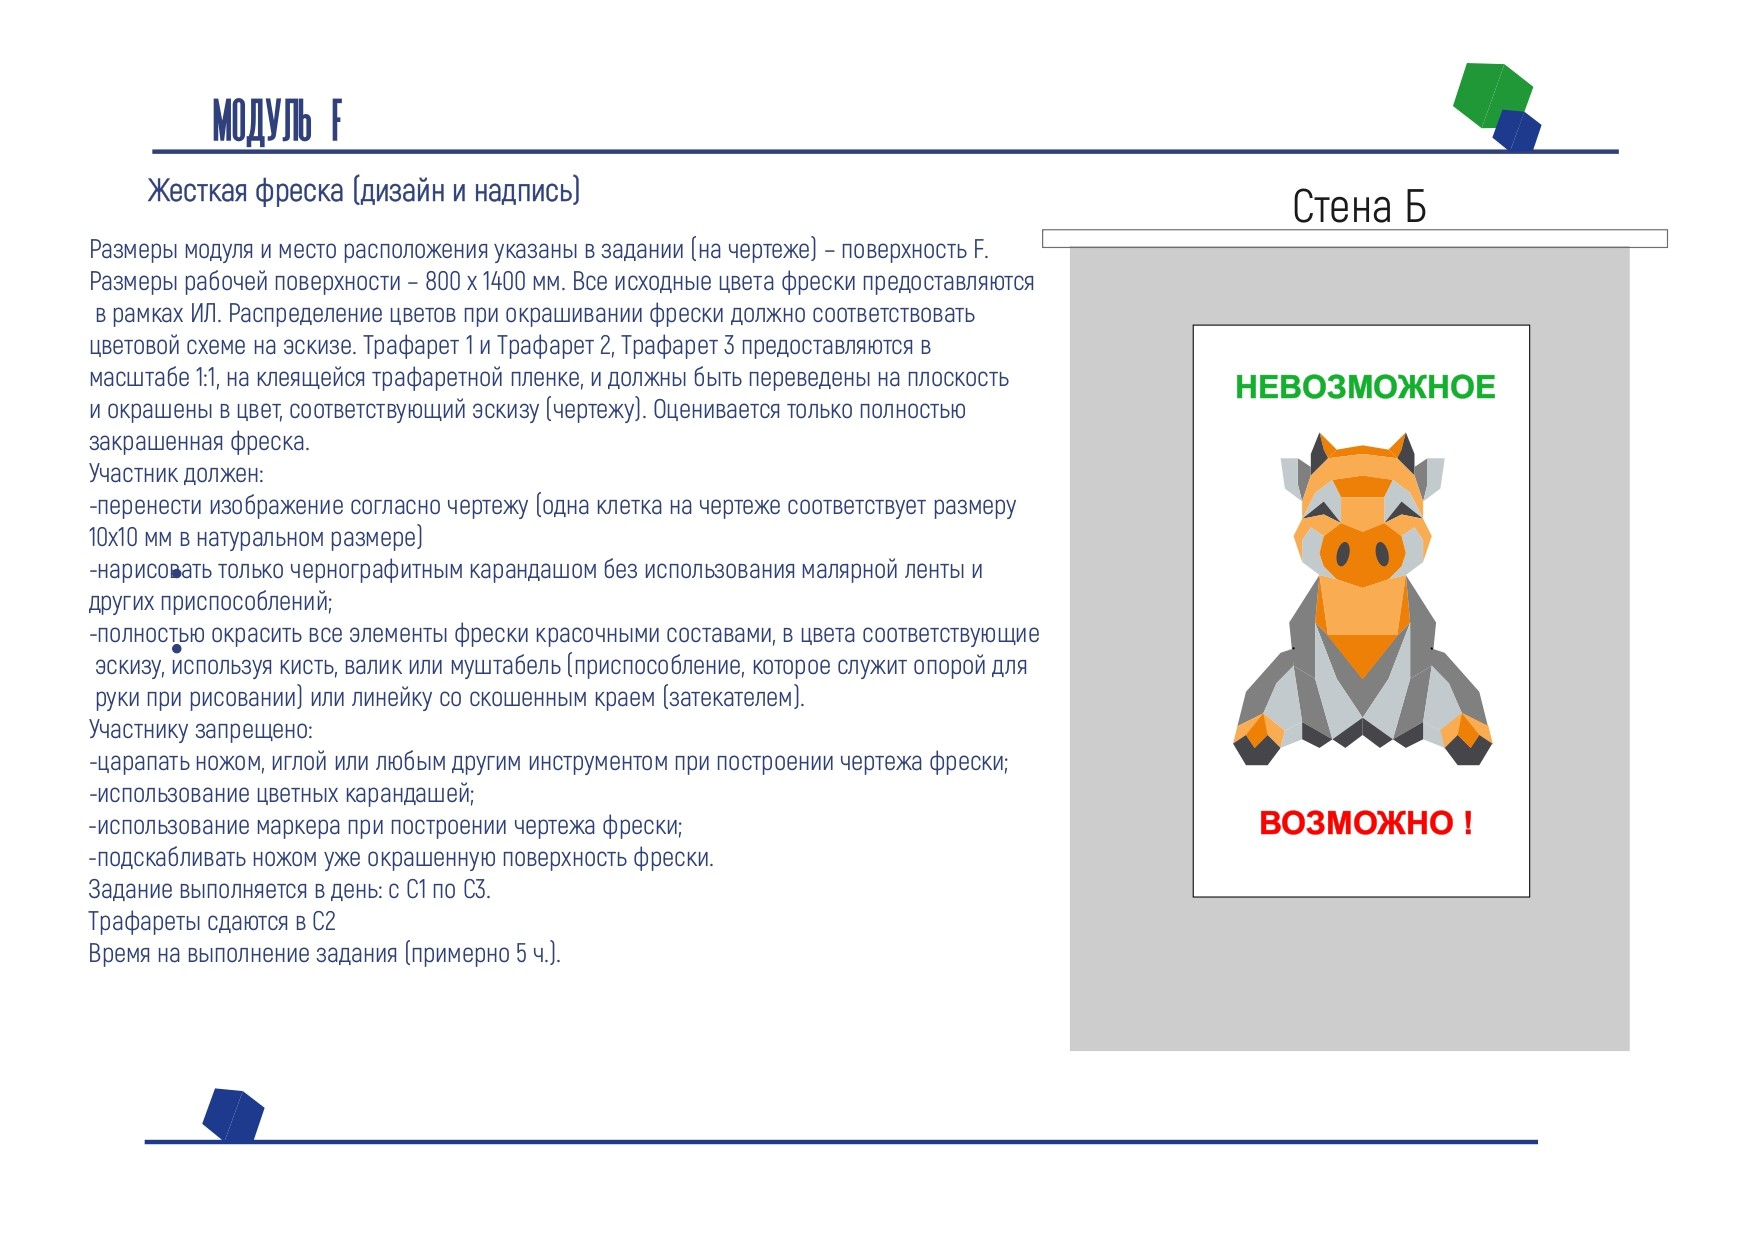 МОДУЛЬ F
Жесткая фреска (дизайн и надпись)
Стена Б
Размеры модуля и место расположения указаны в задании (на чертеже) – поверхность F.
Размеры рабочей поверхности – 800 х 1400 мм. Все исходные цвета фрески предоставляются
в рамках ИЛ. Распределение цветов при окрашивании фрески должно соответствовать
цветовой схеме на эскизе. Трафарет 1 и Трафарет 2, Трафарет 3 предоставляются в
масштабе 1:1, на клеящейся трафаретной пленке, и должны быть переведены на плоскость
и окрашены в цвет, соответствующий эскизу (чертежу). Оценивается только полностью
закрашенная фреска.
Участник должен:
-перенести изображение согласно чертежу (одна клетка на чертеже соответствует размеру
10х10 мм в натуральном размере)
-нарисовать только чернографитным карандашом без использования малярной ленты и
других приспособлений;
-полностью окрасить все элементы фрески красочными составами, в цвета соответствующие
эскизу, используя кисть, валик или муштабель (приспособление, которое служит опорой для
руки при рисовании) или линейку со скошенным краем (затекателем).
Участнику запрещено:
-царапать ножом, иглой или любым другим инструментом при построении чертежа фрески;
-использование цветных карандашей;
-использование маркера при построении чертежа фрески;
-подскабливать ножом уже окрашенную поверхность фрески.
Задание выполняется в день: с С1 по С3.
Трафареты сдаются в С2
Время на выполнение задания (примерно 5 ч.).
НЕВОЗМОЖНОЕ
ВОЗМОЖНО !